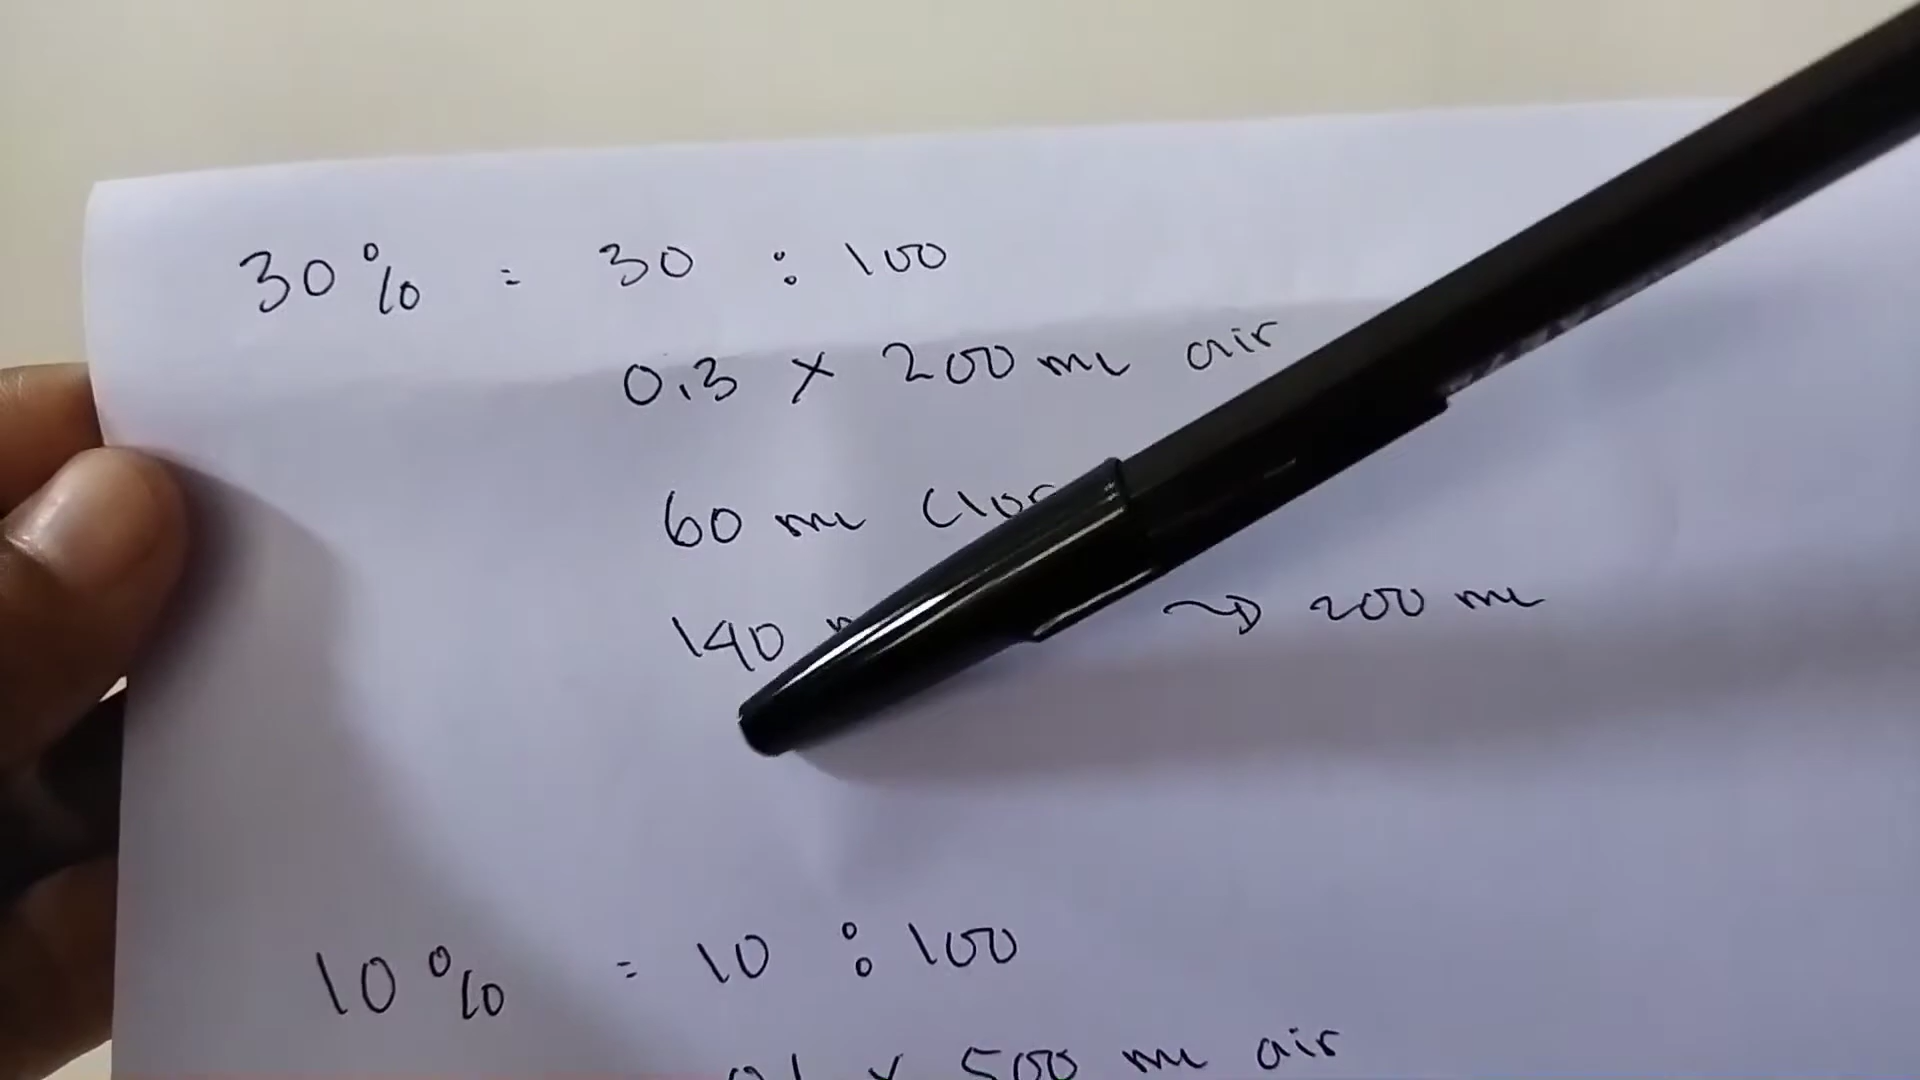 30% = 30 : 100
0.3 x 200 ml air
60 ml
140
200 ml
10% = 10 : 100
x 500 ml air